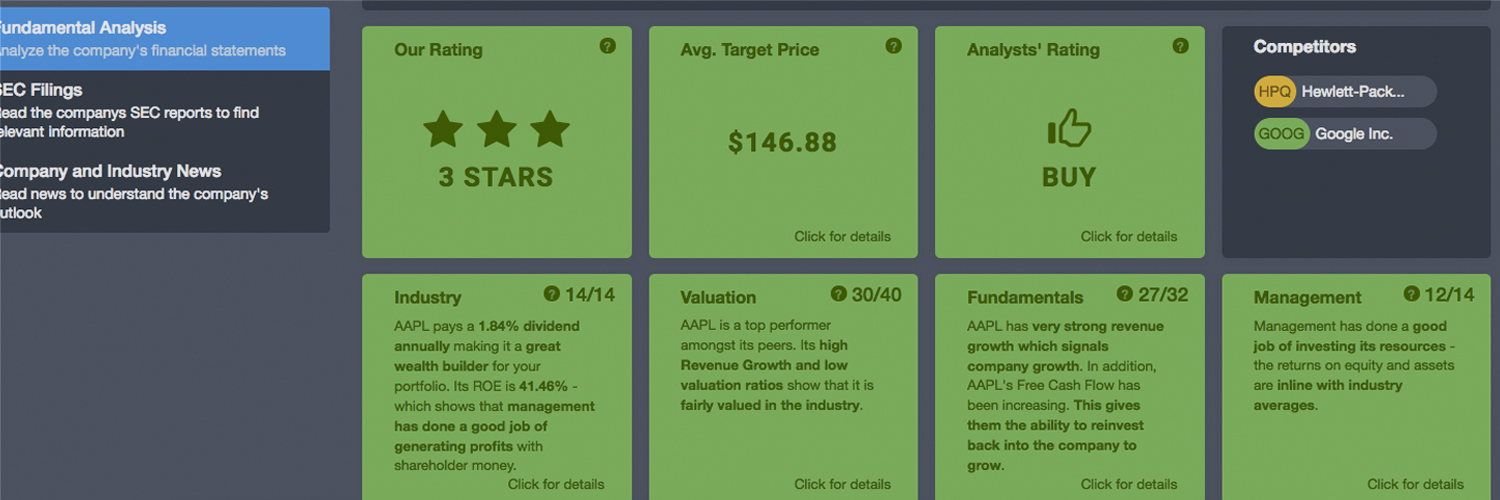 Fundamental Analysis
Analyze the company's financial statements
SEC Filings
Read the companys SEC reports to find
relevant information
Company and Industry News
Read news to understand the company's
outlook
Our Rating ?
3 STARS
Avg. Target Price ?
$146.88
Click for details
Analysts' Rating ?
BUY
Click for details
Competitors
HPQ Hewlett-Pack...
GOOG Google Inc.
Industry ? 14/14
AAPL pays a 1.84% dividend
annually making it a great
wealth builder for your
portfolio. Its ROE is 41.46% -
which shows that management
has done a good job of
generating profits with
shareholder money.
Click for details
Valuation ? 30/40
AAPL is a top performer
amongst its peers. Its high
Revenue Growth and low
valuation ratios show that it is
fairly valued in the industry.
Click for details
Fundamentals ? 27/32
AAPL has very strong revenue
growth which signals
company growth. In addition,
AAPL's Free Cash Flow has
been increasing. This gives
them the ability to reinvest
back into the company to
grow.
Click for details
Management ? 12/14
Management has done a good
job of investing its resources -
the returns on equity and assets
are inline with industry
averages.
Click for details